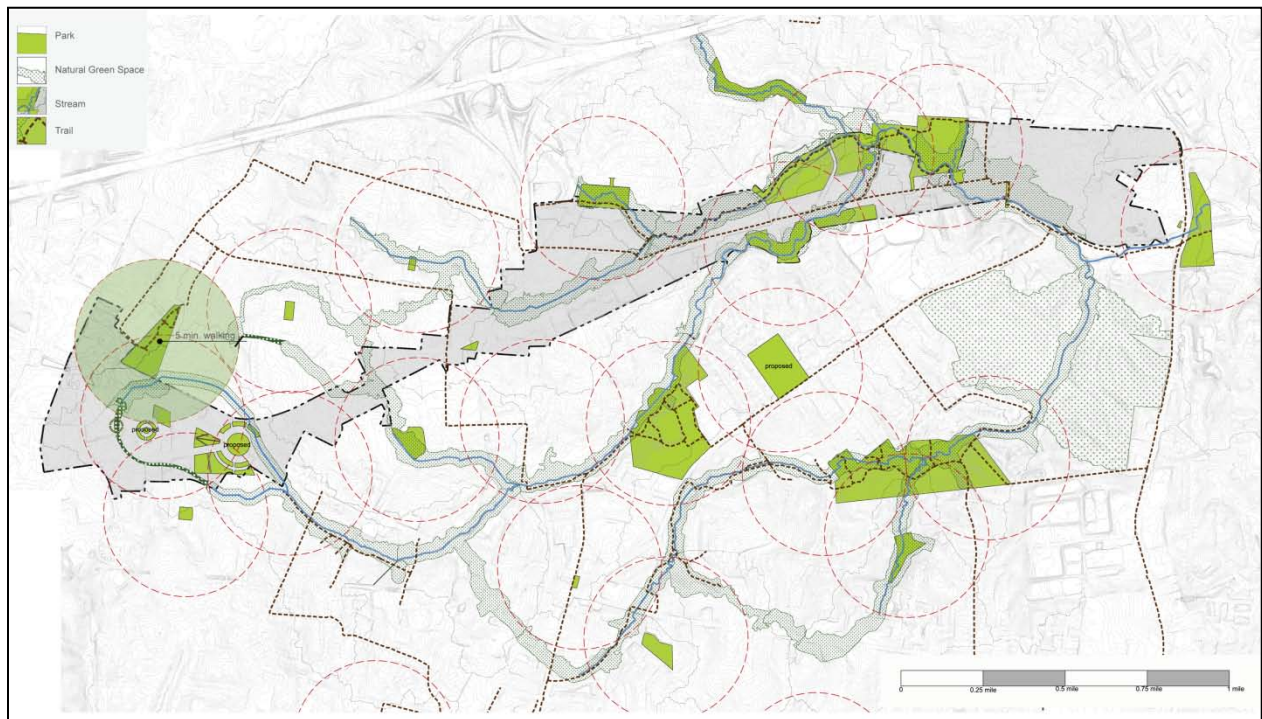 Park
Natural Green Space
Stream
Trail
5 min. walking
proposed
proposed
proposed
0
0.25 mile
0.5 mile
0.75 mile
1 mile